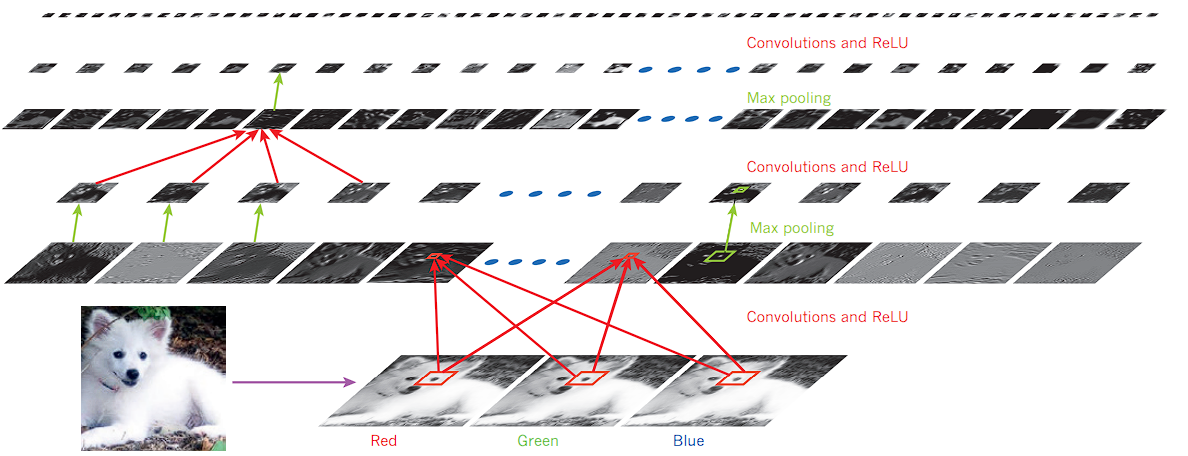 Convolutions and ReLU
Max pooling
Convolutions and ReLU
Max pooling
Convolutions and ReLU
Red
Green
Blue